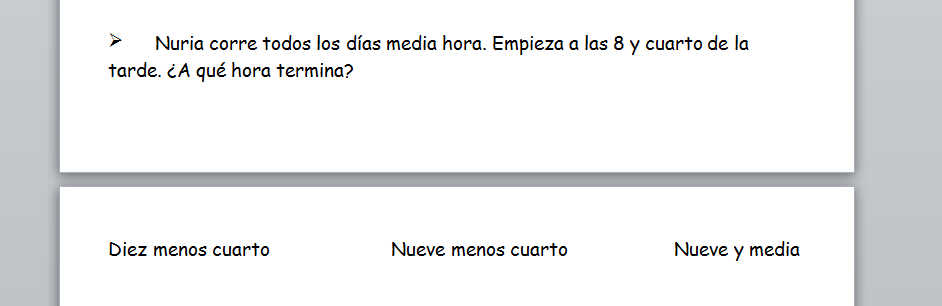 ➢ Nuria corre todos los días media hora. Empieza a las 8 y cuarto de la
tarde. ¿A qué hora termina?
Diez menos cuarto Nueve menos cuarto Nueve y media